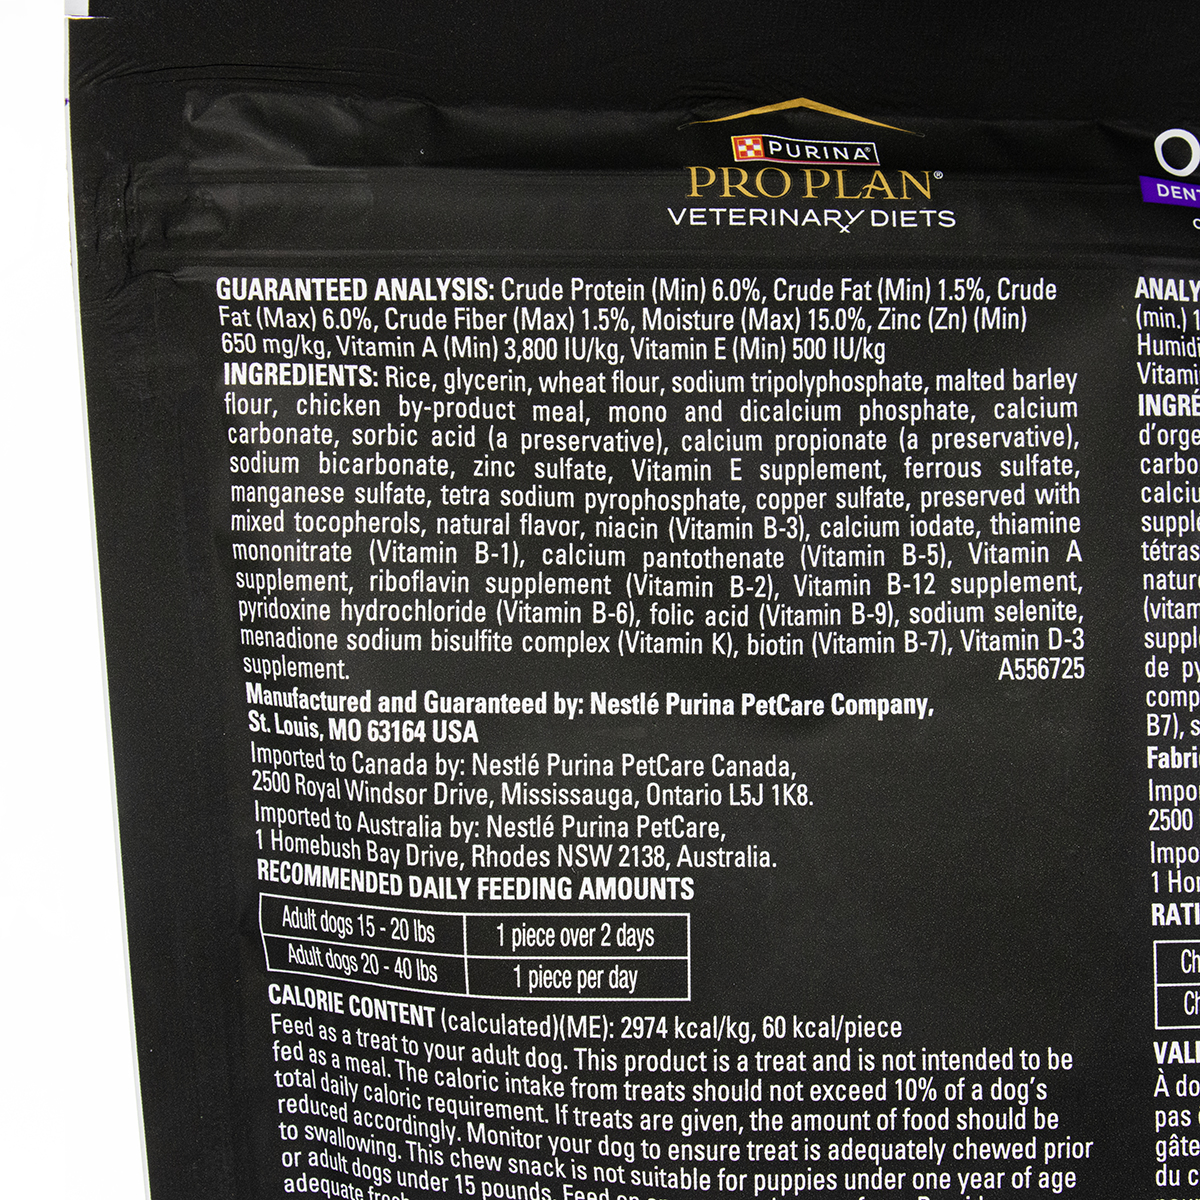 PURINA®
PRO PLAN®
VETERINARY DIETS
GUARANTEED ANALYSIS: Crude Protein (Min) 6.0%, Crude Fat (Min) 1.5%, Crude
Fat (Max) 6.0%, Crude Fiber (Max) 1.5%, Moisture (Max) 15.0%, Zinc (Zn) (Min)
650 mg/kg, Vitamin A (Min) 3,800 IU/kg, Vitamin E (Min) 500 IU/kg
INGREDIENTS: Rice, glycerin, wheat flour, sodium tripolyphosphate, malted barley
flour, chicken by-product meal, mono and dicalcium phosphate, calcium
carbonate, sorbic acid (a preservative), calcium propionate (a preservative),
sodium bicarbonate, zinc sulfate, Vitamin E supplement, ferrous sulfate,
manganese sulfate, tetra sodium pyrophosphate, copper sulfate, preserved with
mixed tocopherols, natural flavor, niacin (Vitamin B-3), calcium iodate, thiamine
mononitrate (Vitamin B-1), calcium pantothenate (Vitamin B-5), Vitamin A
supplement, riboflavin supplement (Vitamin B-2), Vitamin B-12 supplement,
pyridoxine hydrochloride (Vitamin B-6), folic acid (Vitamin B-9), sodium selenite,
menadione sodium bisulfite complex (Vitamin K), biotin (Vitamin B-7), Vitamin D-3
supplement. A556725
Manufactured and Guaranteed by: Nestlé Purina PetCare Company,
St. Louis, MO 63164 USA
Imported to Canada by: Nestlé Purina PetCare Canada,
2500 Royal Windsor Drive, Mississauga, Ontario L5J 1K8.
Imported to Australia by: Nestlé Purina PetCare,
1 Homebush Bay Drive, Rhodes NSW 2138, Australia.
RECOMMENDED DAILY FEEDING AMOUNTS
Adult dogs 15 - 20 lbs 1 piece over 2 days
Adult dogs 20 - 40 lbs 1 piece per day
CALORIE CONTENT (calculated)(ME): 2974 kcal/kg, 60 kcal/piece
Feed as a treat to your adult dog. This product is a treat and is not intended to be
fed as a meal. The caloric intake from treats should not exceed 10% of a dog's
total daily caloric requirement. If treats are given, the amount of food should be
reduced accordingly. Monitor your dog to ensure treat is adequately chewed prior
to swallowing. This chew snack is not suitable for puppies under one year of age
or adult dogs under 15 pounds. Feed on
adequate
DENT
ANALY
(min.) 1
Humidi
Vitami
INGRÉ
d'orge
carbo
calciu
supplé
tétras
nature
(vitam
supplé
de py
comp
B7), s
Fabri
Impo
2500
Impo
1 Hor
RATI
Ch
Ch
VALE
À do
pas
gâte
du c